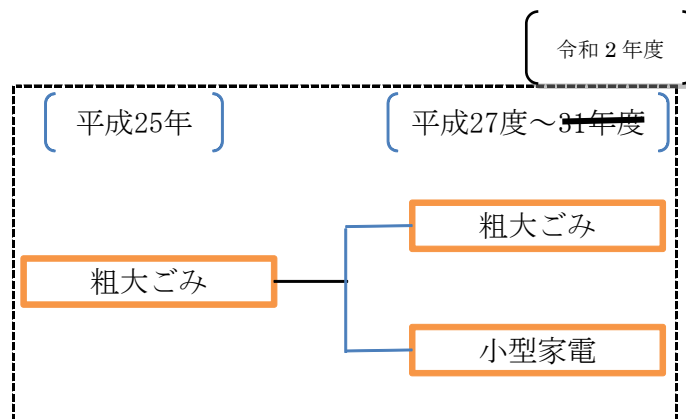 令和２年度
平成25年
平成27度～31年度
粗大ごみ
粗大ごみ
小型家電